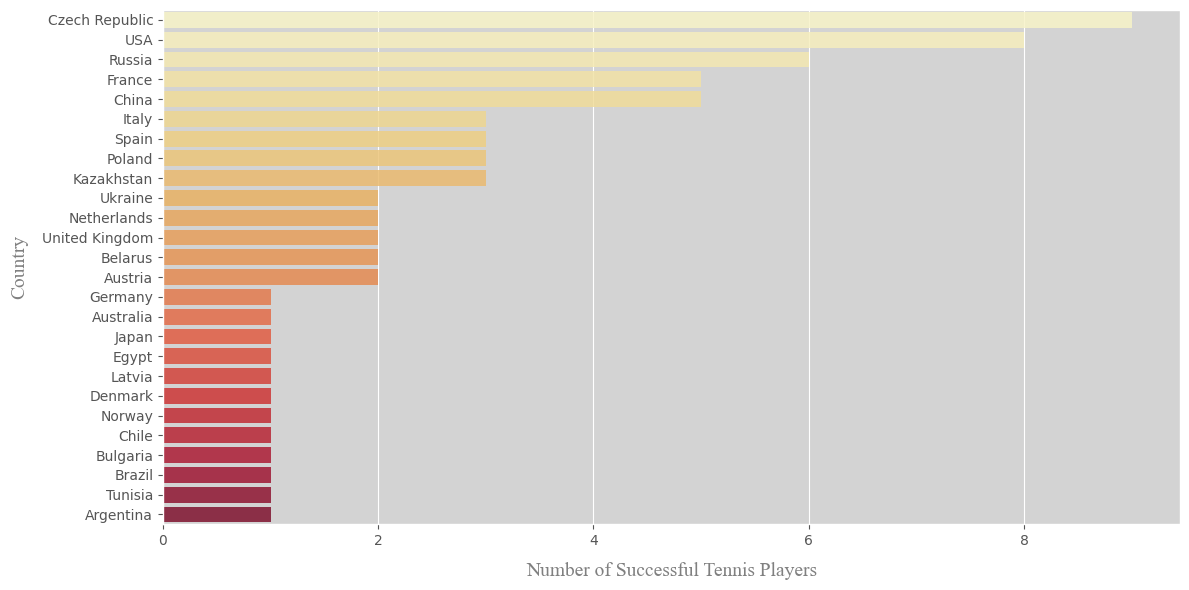 Czech Republic
USA
Russia
France
China
Italy
Spain
Poland
Kazakhstan
Ukraine
Netherlands
United Kingdom
Belarus
Austria
Germany
Australia
Japan
Egypt
Latvia
Denmark
Norway
Chile
Bulgaria
Brazil
Tunisia
Argentina
Country
0 2 4 6 8
Number of Successful Tennis Players